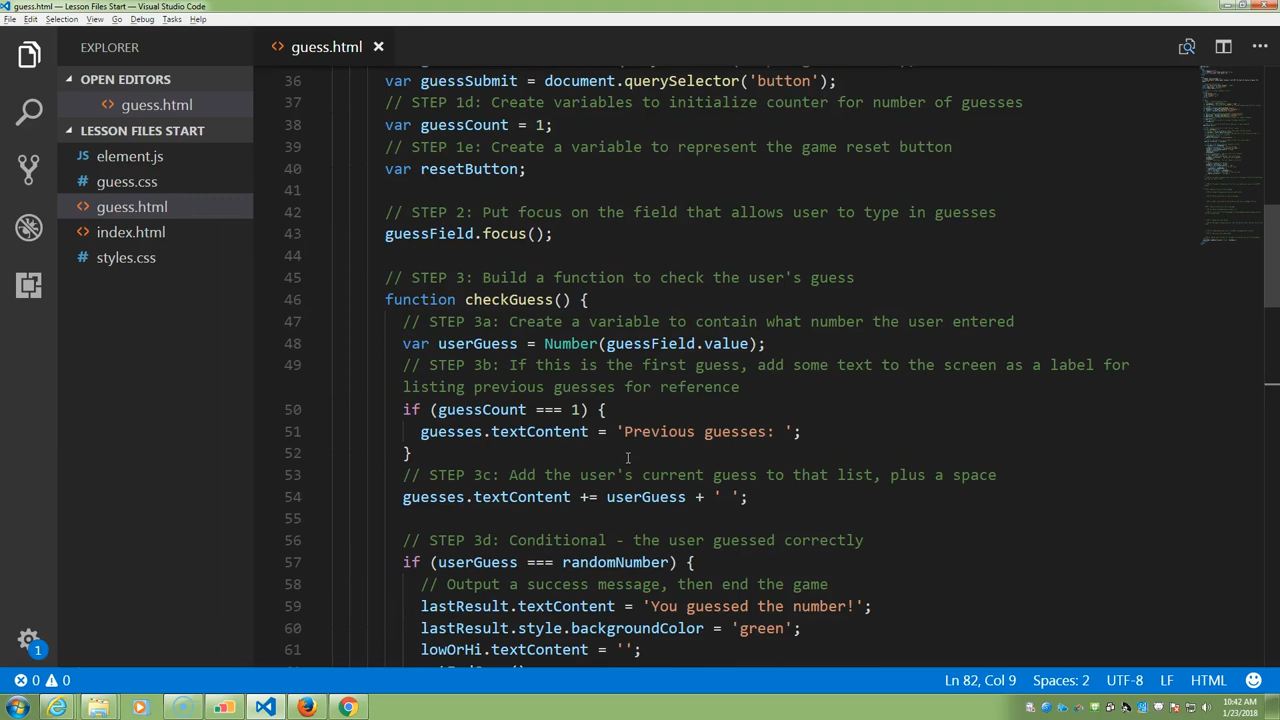 guess.html — Lesson Files Start — Visual Studio Code
File Edit Selection View Go Debug Tasks Help
EXPLORER
OPEN EDITORS
<> guess.html
LESSON FILES START
JS element.js
# guess.css
<> guess.html
<> index.html
# styles.css
1
<> guess.html
36 var guessSubmit = document.querySelector('button');
37 // STEP 1d: Create variables to initialize counter for number of guesses
38 var guessCount = 1;
39 // STEP 1e: Create a variable to represent the game reset button
40 var resetButton;
41
42 // STEP 2: Put focus on the field that allows user to type in guesses
43 guessField.focus();
44
45 // STEP 3: Build a function to check the user's guess
46 function checkGuess() {
47 // STEP 3a: Create a variable to contain what number the user entered
48 var userGuess = Number(guessField.value);
49 // STEP 3b: If this is the first guess, add some text to the screen as a label for
listing previous guesses for reference
50 if (guessCount === 1) {
51 guesses.textContent = 'Previous guesses: ';
52 }
53 // STEP 3c: Add the user's current guess to that list, plus a space
54 guesses.textContent += userGuess + ' ';
55
56 // STEP 3d: Conditional - the user guessed correctly
57 if (userGuess === randomNumber) {
58 // Output a success message, then end the game
59 lastResult.textContent = 'You guessed the number!';
60 lastResult.style.backgroundColor = 'green';
61 lowOrHi.textContent = '';
0 0
Ln 82, Col 9 Spaces: 2 UTF-8 LF HTML
10:42 AM
1/23/2018